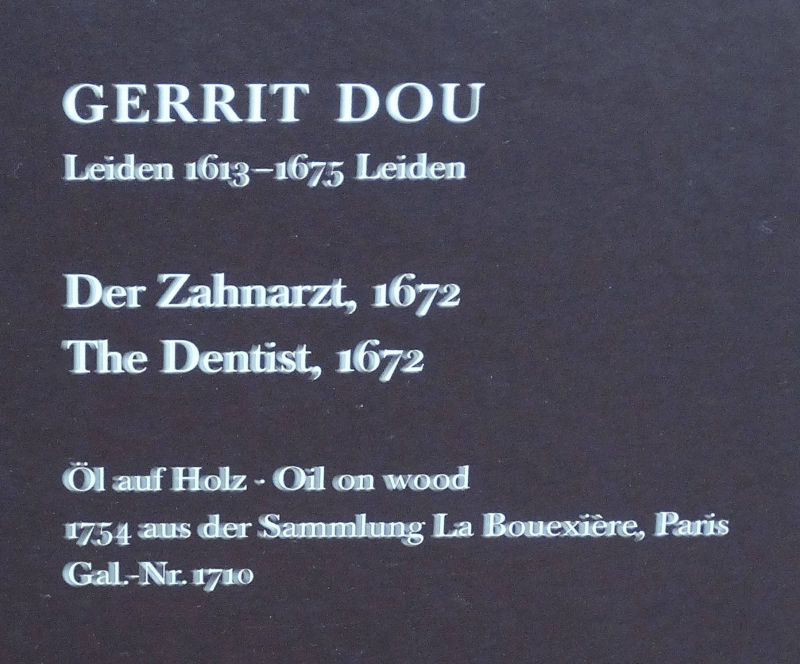 GERRIT DOU
Leiden 1613–1675 Leiden
Der Zahnarzt, 1672
The Dentist, 1672
Öl auf Holz · Oil on wood
1754 aus der Sammlung La Bouexière, Paris
Gal.-Nr. 1710